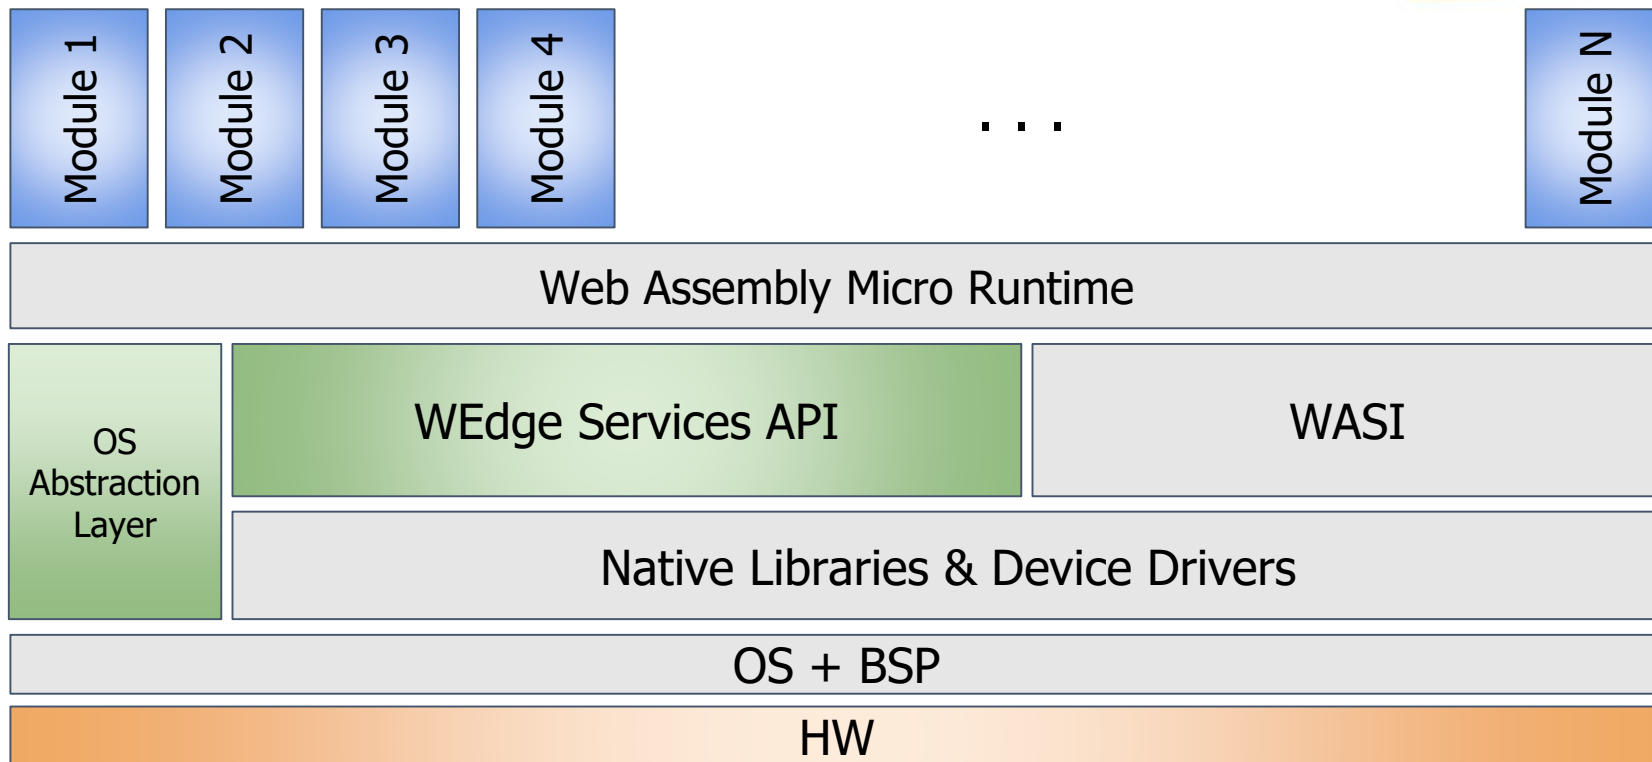 Module 1
Module 2
Module 3
Module 4
. . .
Module N
Web Assembly Micro Runtime
OS
Abstraction
Layer
WEdge Services API
WASI
Native Libraries & Device Drivers
OS + BSP
HW